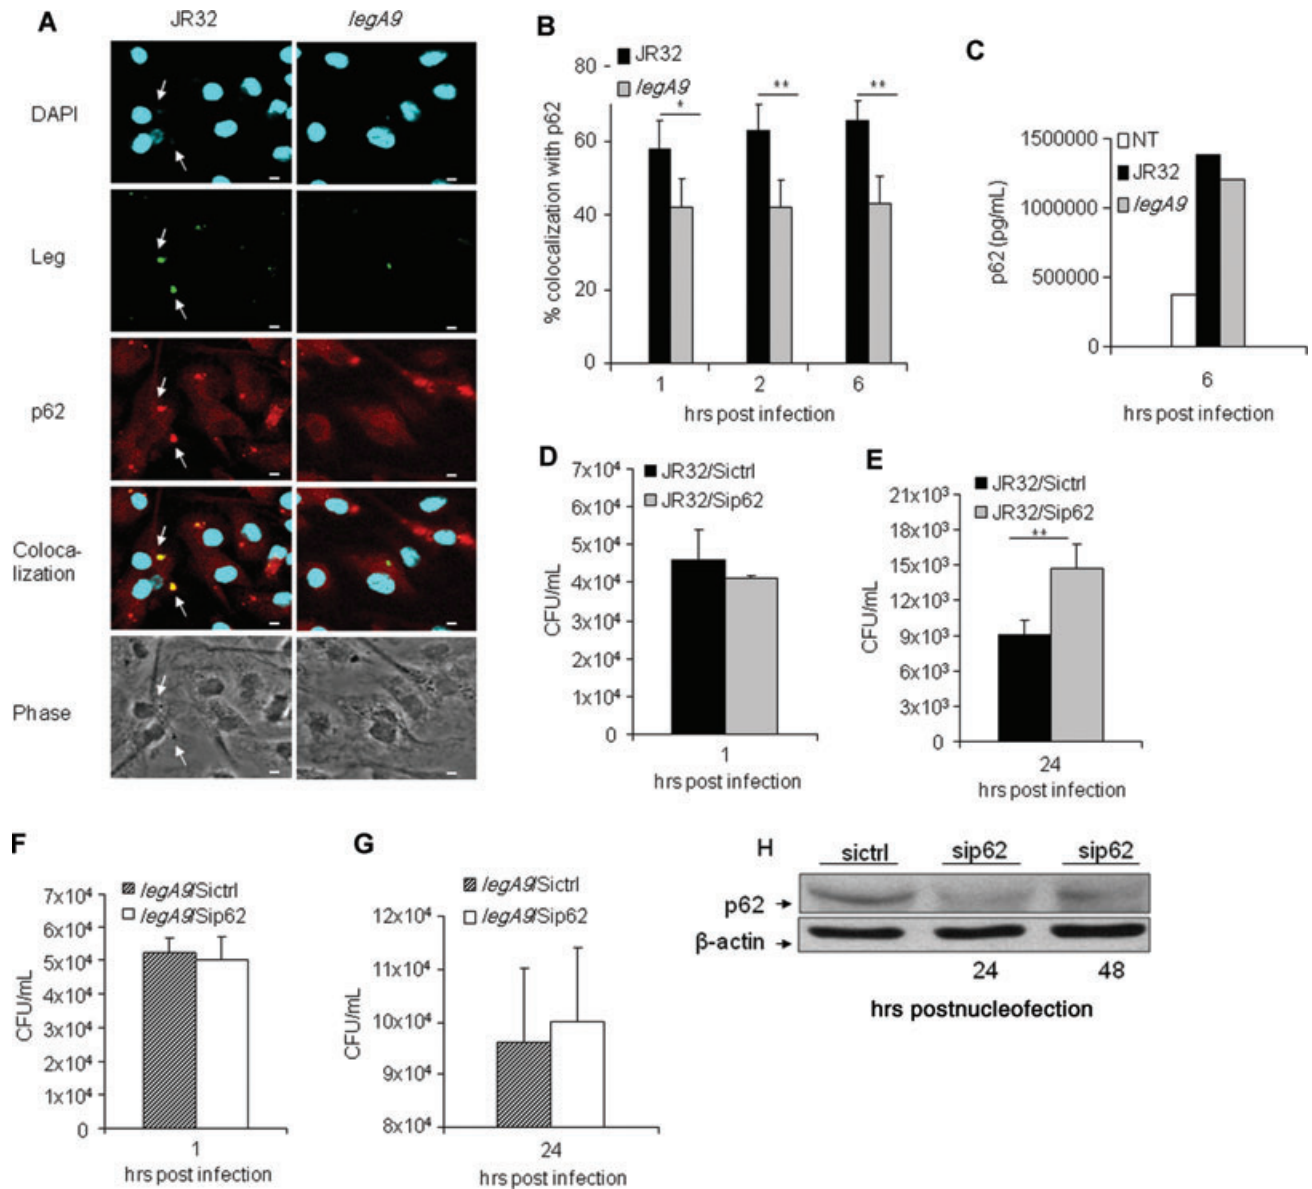 A
JR32
legA9
DAPI
Leg
p62
Coloca-
lization
Phase
B
JR32
legA9
% colocalization with p62
80
60
40
20
0
*
**
**
1
2
6
hrs post infection
C
NT
JR32
legA9
p62 (pg/mL)
1500000
1000000
500000
0
6
hrs post infection
D
JR32/Sictrl
JR32/Sip62
CFU/mL
7x10⁴
6x10⁴
5x10⁴
4x10⁴
3x10⁴
2x10⁴
1x10⁴
0
1
hrs post infection
E
JR32/Sictrl
JR32/Sip62
**
CFU/mL
21x10³
18x10³
15x10³
12x10³
9x10³
6x10³
3x10³
0
24
hrs post infection
F
legA9/Sictrl
legA9/Sip62
CFU/mL
7x10⁴
6x10⁴
5x10⁴
4x10⁴
3x10⁴
2x10⁴
1x10⁴
0
1
hrs post infection
G
legA9/Sictrl
legA9/Sip62
CFU/mL
12x10⁴
11x10⁴
10x10⁴
9x10⁴
8x10⁴
24
hrs post infection
H
sictrl
sip62
sip62
p62
β-actin
24
48
hrs postnucleofection